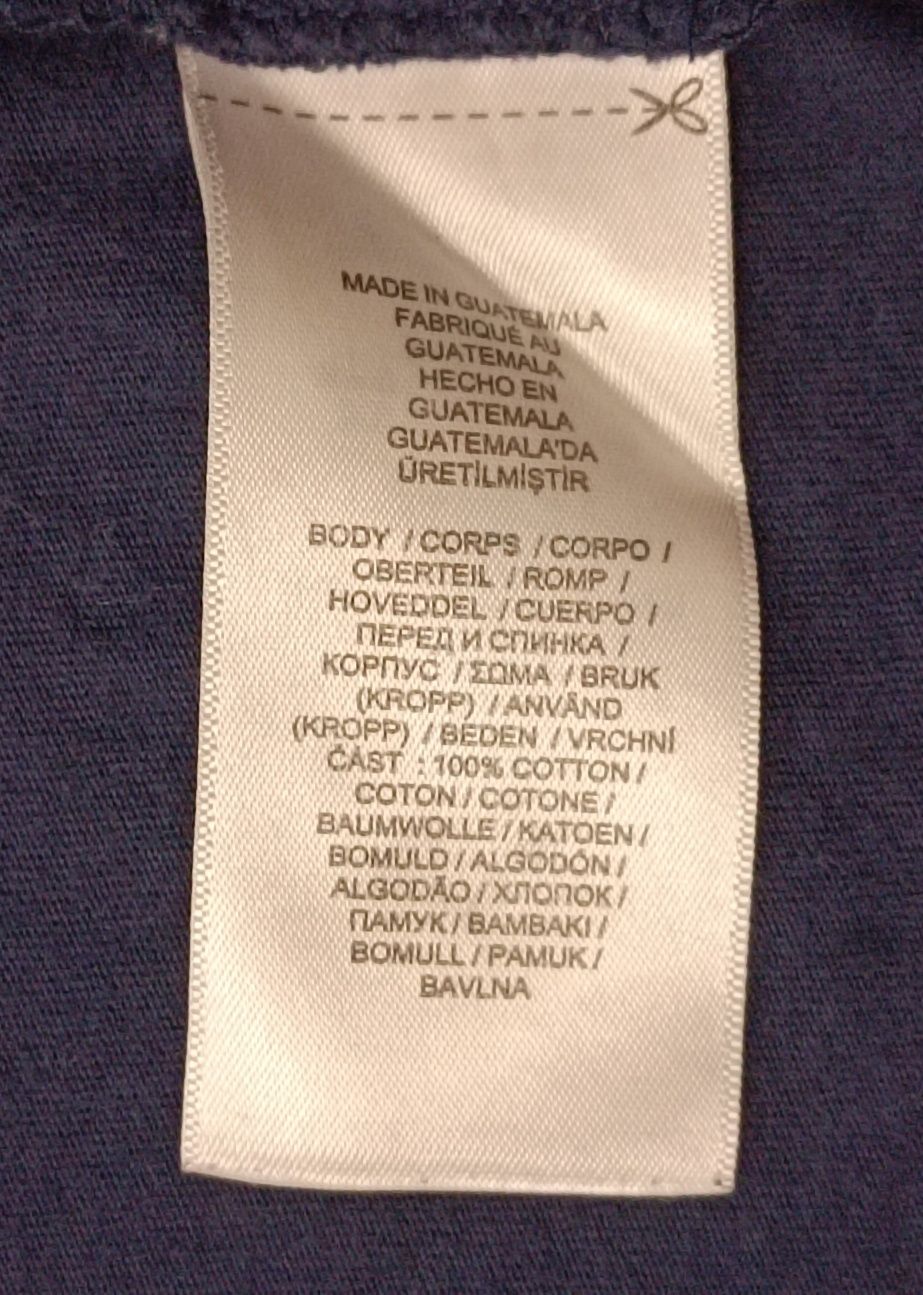 MADE IN GUATEMALA
FABRIQUÉ AU
GUATEMALA
HECHO EN
GUATEMALA
GUATEMALA'DA
ÜRETİLMİŞTİR
BODY / CORPS / CORPO /
OBERTEIL / ROMP /
HOVEDDEL / CUERPO /
ПЕРЕД И СПИНКА /
КОРПУС / ΣΩΜΑ / BRUK
(KROPP) / ANVÄND
(KROPP) / BEDEN / VRCHNÍ
ČÁST : 100% COTTON /
COTON / COTONE /
BAUMWOLLE / KATOEN /
BOMULD / ALGODÓN /
ALGODÃO / ХЛОПОК /
ПАМУК / ΒΑΜΒΑΚΙ /
BOMULL / PAMUK /
BAVLNA